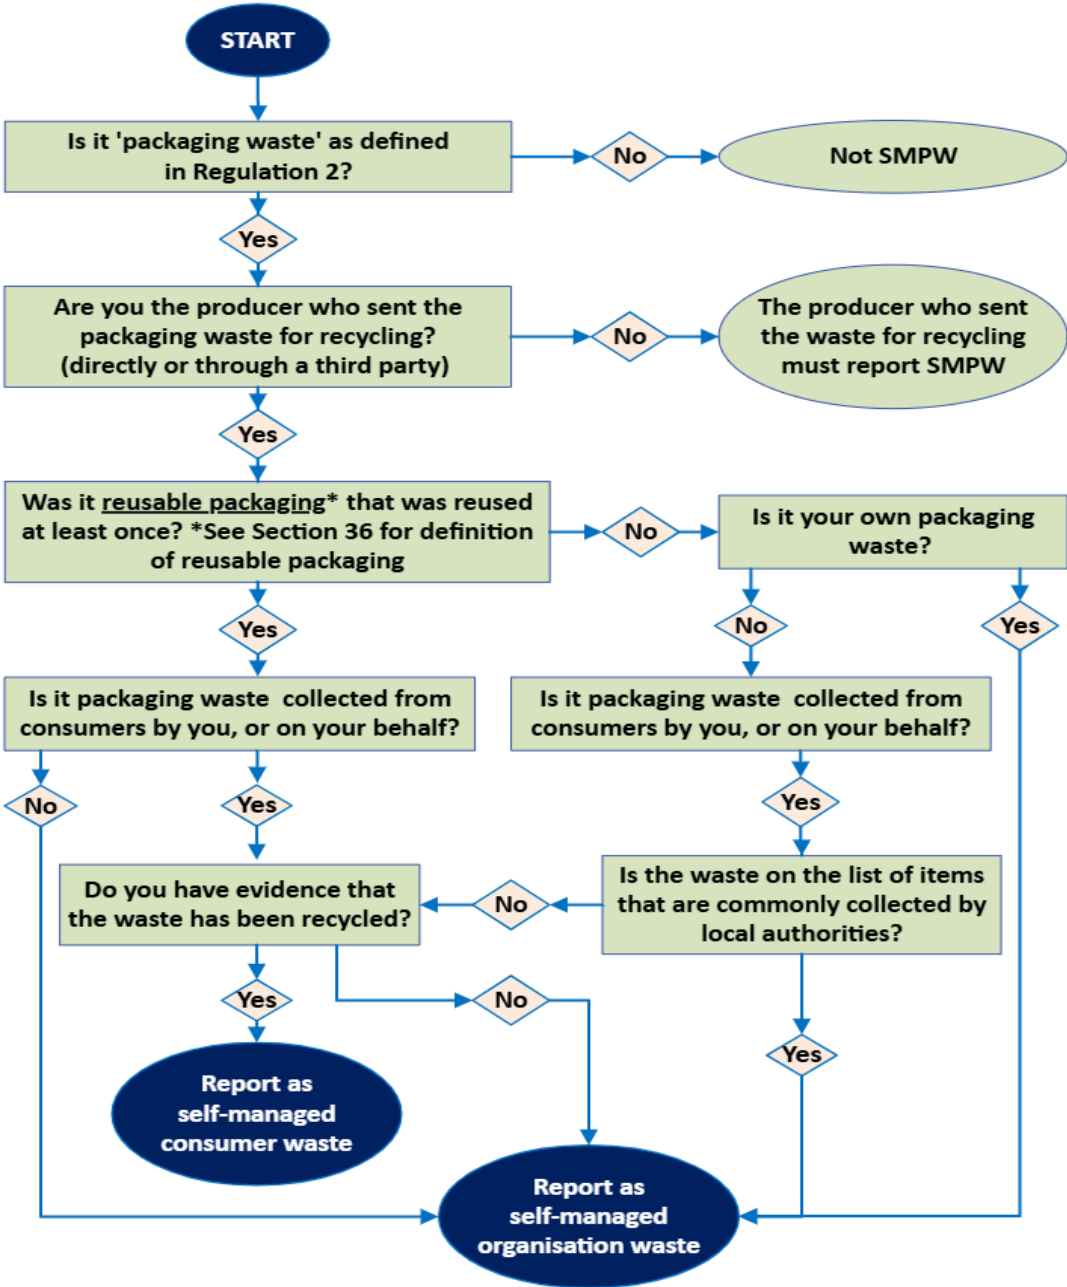 START
Is it 'packaging waste' as defined
in Regulation 2?
No
Not SMPW
Yes
Are you the producer who sent the
packaging waste for recycling?
(directly or through a third party)
No
The producer who sent
the waste for recycling
must report SMPW
Yes
Was it reusable packaging* that was reused
at least once? *See Section 36 for definition
of reusable packaging
No
Is it your own packaging
waste?
Yes
No
Yes
Is it packaging waste  collected from
consumers by you, or on your behalf?
Is it packaging waste  collected from
consumers by you, or on your behalf?
No
Yes
Yes
Do you have evidence that
the waste has been recycled?
No
Is the waste on the list of items
that are commonly collected by
local authorities?
Yes
No
Yes
Report as
self-managed
consumer waste
Report as
self-managed
organisation waste